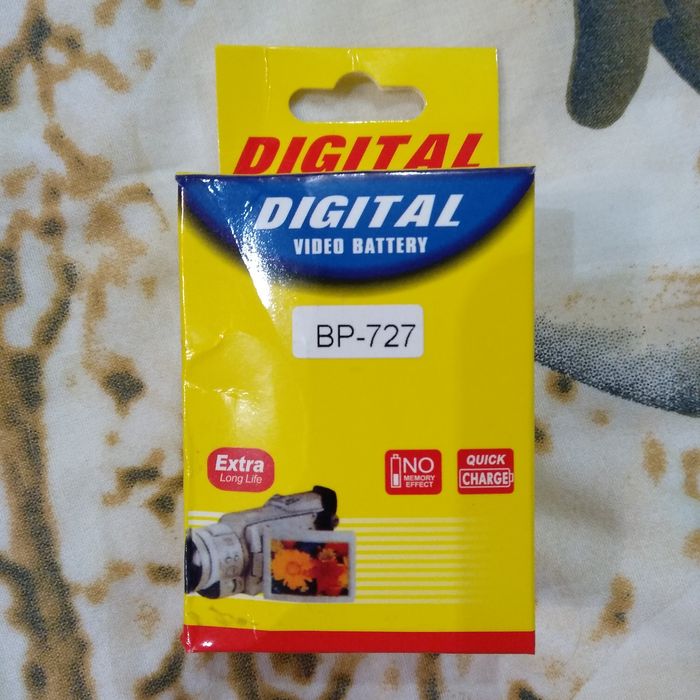 DIGITAL
DIGITAL
VIDEO BATTERY
BP-727
Extra
Long Life
NO
MEMORY
EFFECT
QUICK
CHARGE